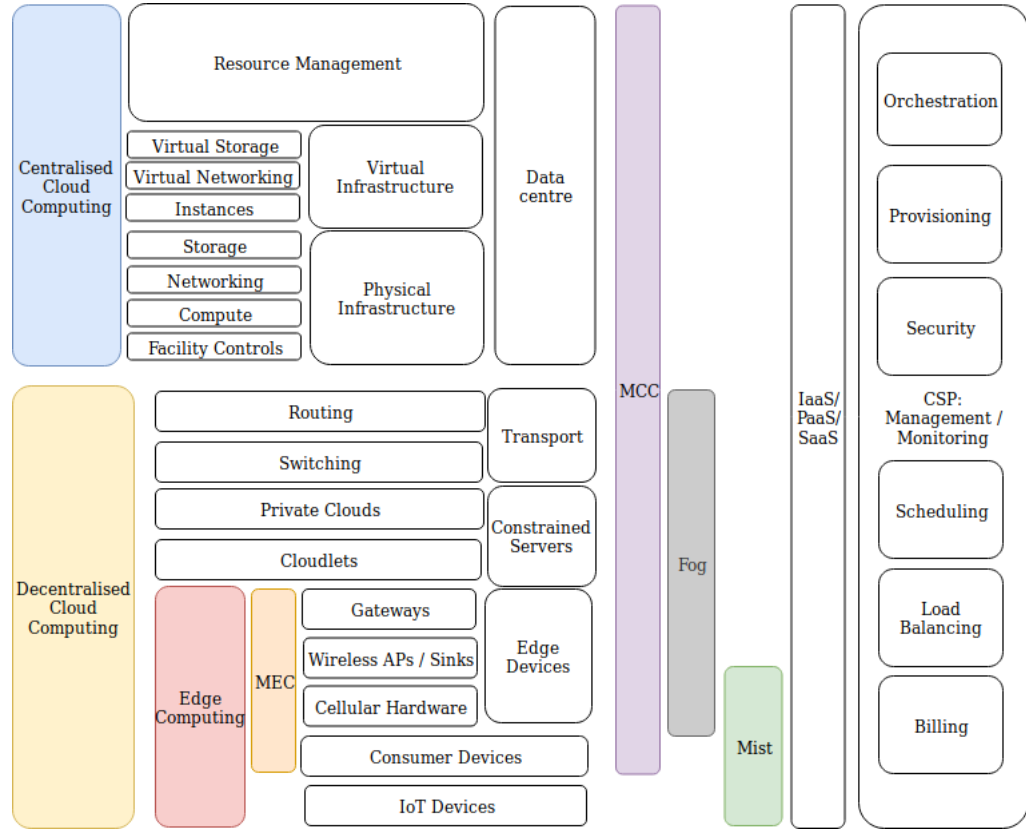 Centralised
Cloud
Computing
Resource Management
Virtual Storage
Virtual Networking
Instances
Virtual
Infrastructure
Storage
Networking
Compute
Facility Controls
Physical
Infrastructure
Data
centre
Decentralised
Cloud
Computing
Routing
Switching
Transport
Private Clouds
Cloudlets
Constrained
Servers
Edge
Computing
MEC
Gateways
Wireless APs / Sinks
Cellular Hardware
Edge
Devices
Consumer Devices
IoT Devices
MCC
Fog
Mist
IaaS/
PaaS/
SaaS
Orchestration
Provisioning
Security
CSP:
Management /
Monitoring
Scheduling
Load
Balancing
Billing